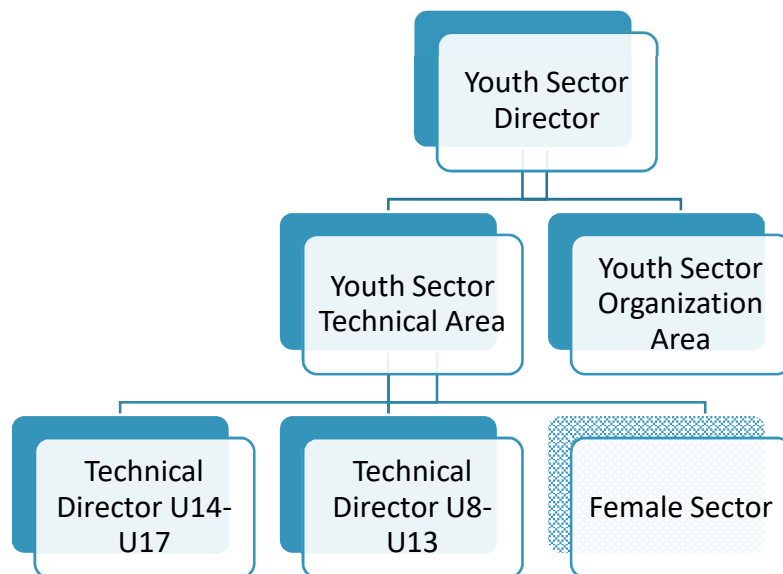 Youth Sector
Director
Youth Sector
Technical Area
Youth Sector
Organization
Area
Technical
Director U14-
U17
Technical
Director U8-
U13
Female Sector